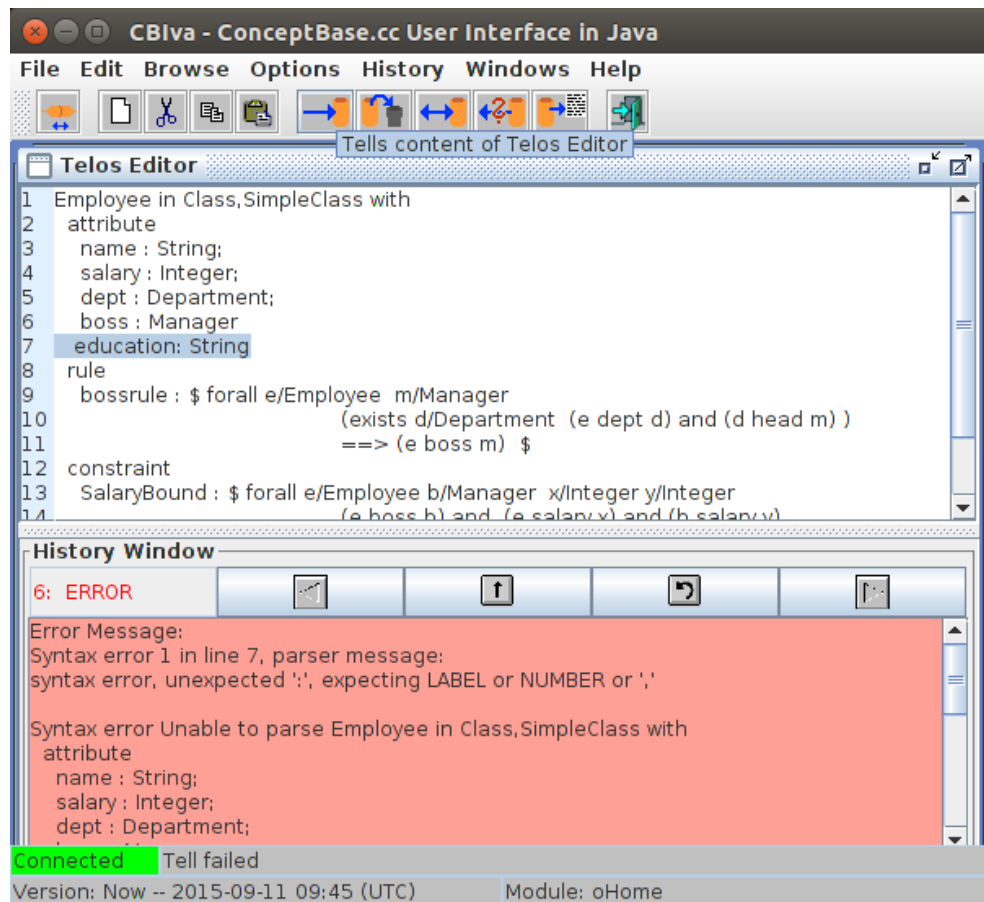 CBIva - ConceptBase.cc User Interface in Java
File Edit Browse Options History Windows Help
Tells content of Telos Editor
Telos Editor
1 Employee in Class,SimpleClass with
2 attribute
3 name : String;
4 salary : Integer;
5 dept : Department;
6 boss : Manager
7 education: String
8 rule
9 bossrule : $ forall e/Employee m/Manager
10 (exists d/Department (e dept d) and (d head m) )
11 ==> (e boss m) $
12 constraint
13 SalaryBound : $ forall e/Employee b/Manager x/Integer y/Integer
14 (e boss b) and (e salary x) and (b salary y)
History Window
6: ERROR
Error Message:
Syntax error 1 in line 7, parser message:
syntax error, unexpected ':', expecting LABEL or NUMBER or ','
Syntax error Unable to parse Employee in Class,SimpleClass with
attribute
name : String;
salary : Integer;
dept : Department;
Connected Tell failed
Version: Now -- 2015-09-11 09:45 (UTC) Module: oHome